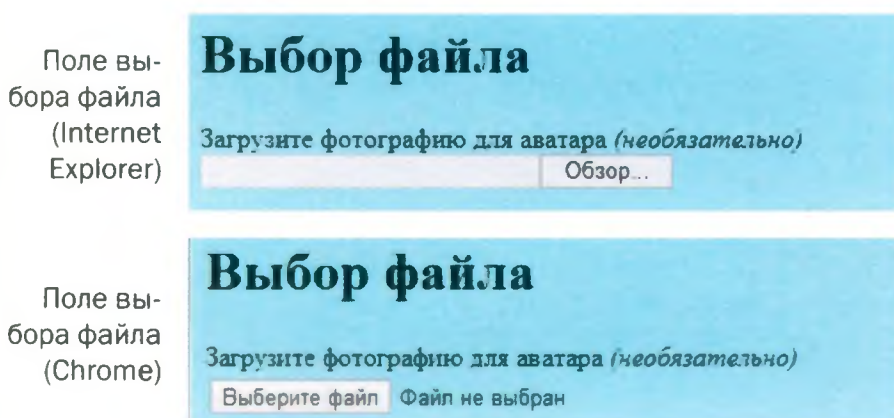 Поле вы-
бора файла
(Internet
Explorer)
Выбор файла
Загрузите фотографию для аватара (необязательно)
Обзор...
Поле вы-
бора файла
(Chrome)
Выбор файла
Загрузите фотографию для аватара (необязательно)
Выберите файл Файл не выбран